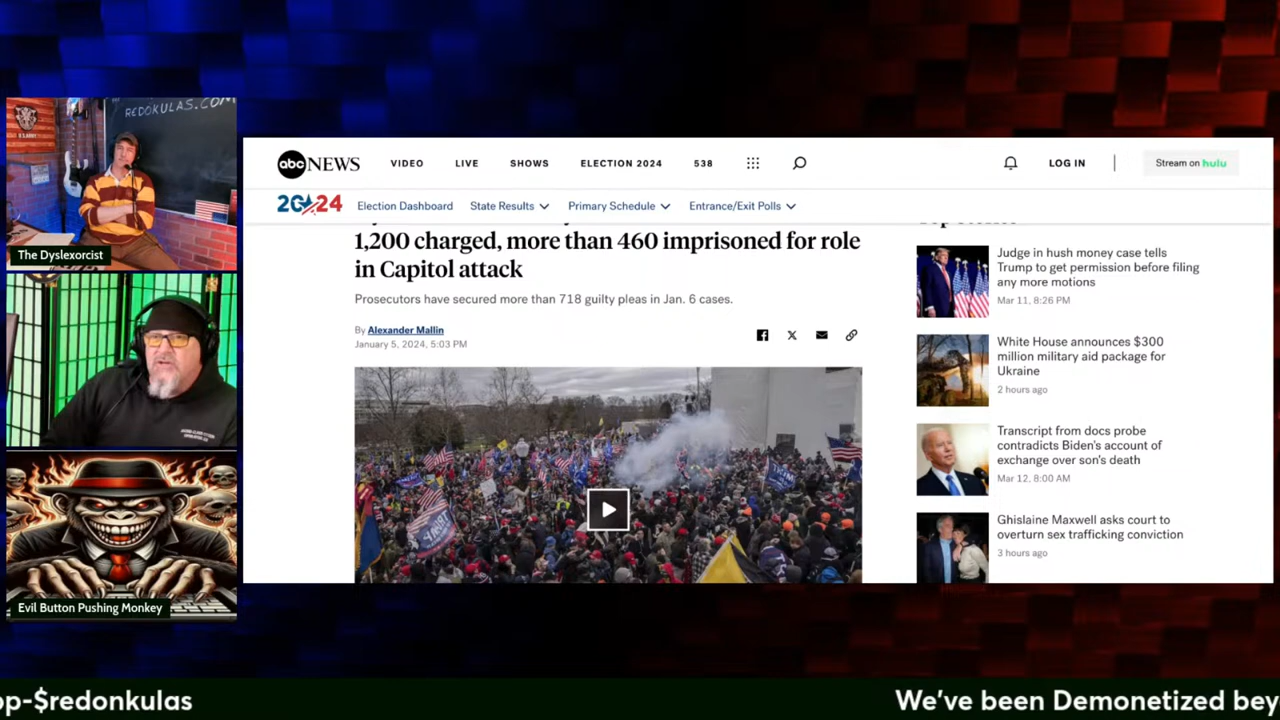 REDOKULAS.COM
The Dyslexorcist
Evil Button Pushing Monkey
abc NEWS
VIDEO
LIVE
SHOWS
ELECTION 2024
538
LOG IN
Stream on hulu
2024
Election Dashboard
State Results
Primary Schedule
Entrance/Exit Polls
1,200 charged, more than 460 imprisoned for role
in Capitol attack
Prosecutors have secured more than 718 guilty pleas in Jan. 6 cases.
By Alexander Mallin
January 5, 2024, 5:03 PM
TRUMP
Judge in hush money case tells
Trump to get permission before filing
any more motions
Mar 11, 8:26 PM
White House announces $300
million military aid package for
Ukraine
2 hours ago
Transcript from docs probe
contradicts Biden's account of
exchange over son's death
Mar 12, 8:00 AM
Ghislaine Maxwell asks court to
overturn sex trafficking conviction
3 hours ago
op-$redonkulas
We've been Demonetized bey